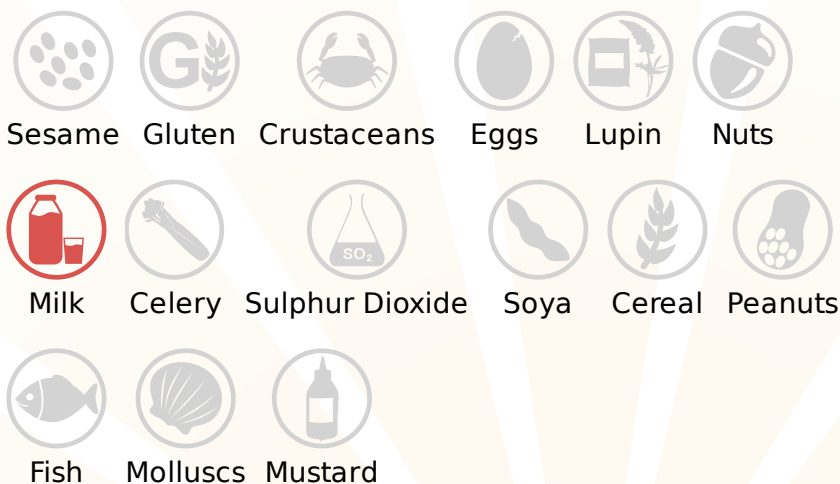 G
Sesame Gluten Crustaceans Eggs Lupin Nuts
SO₂
Milk Celery Sulphur Dioxide Soya Cereal Peanuts
Fish Molluscs Mustard